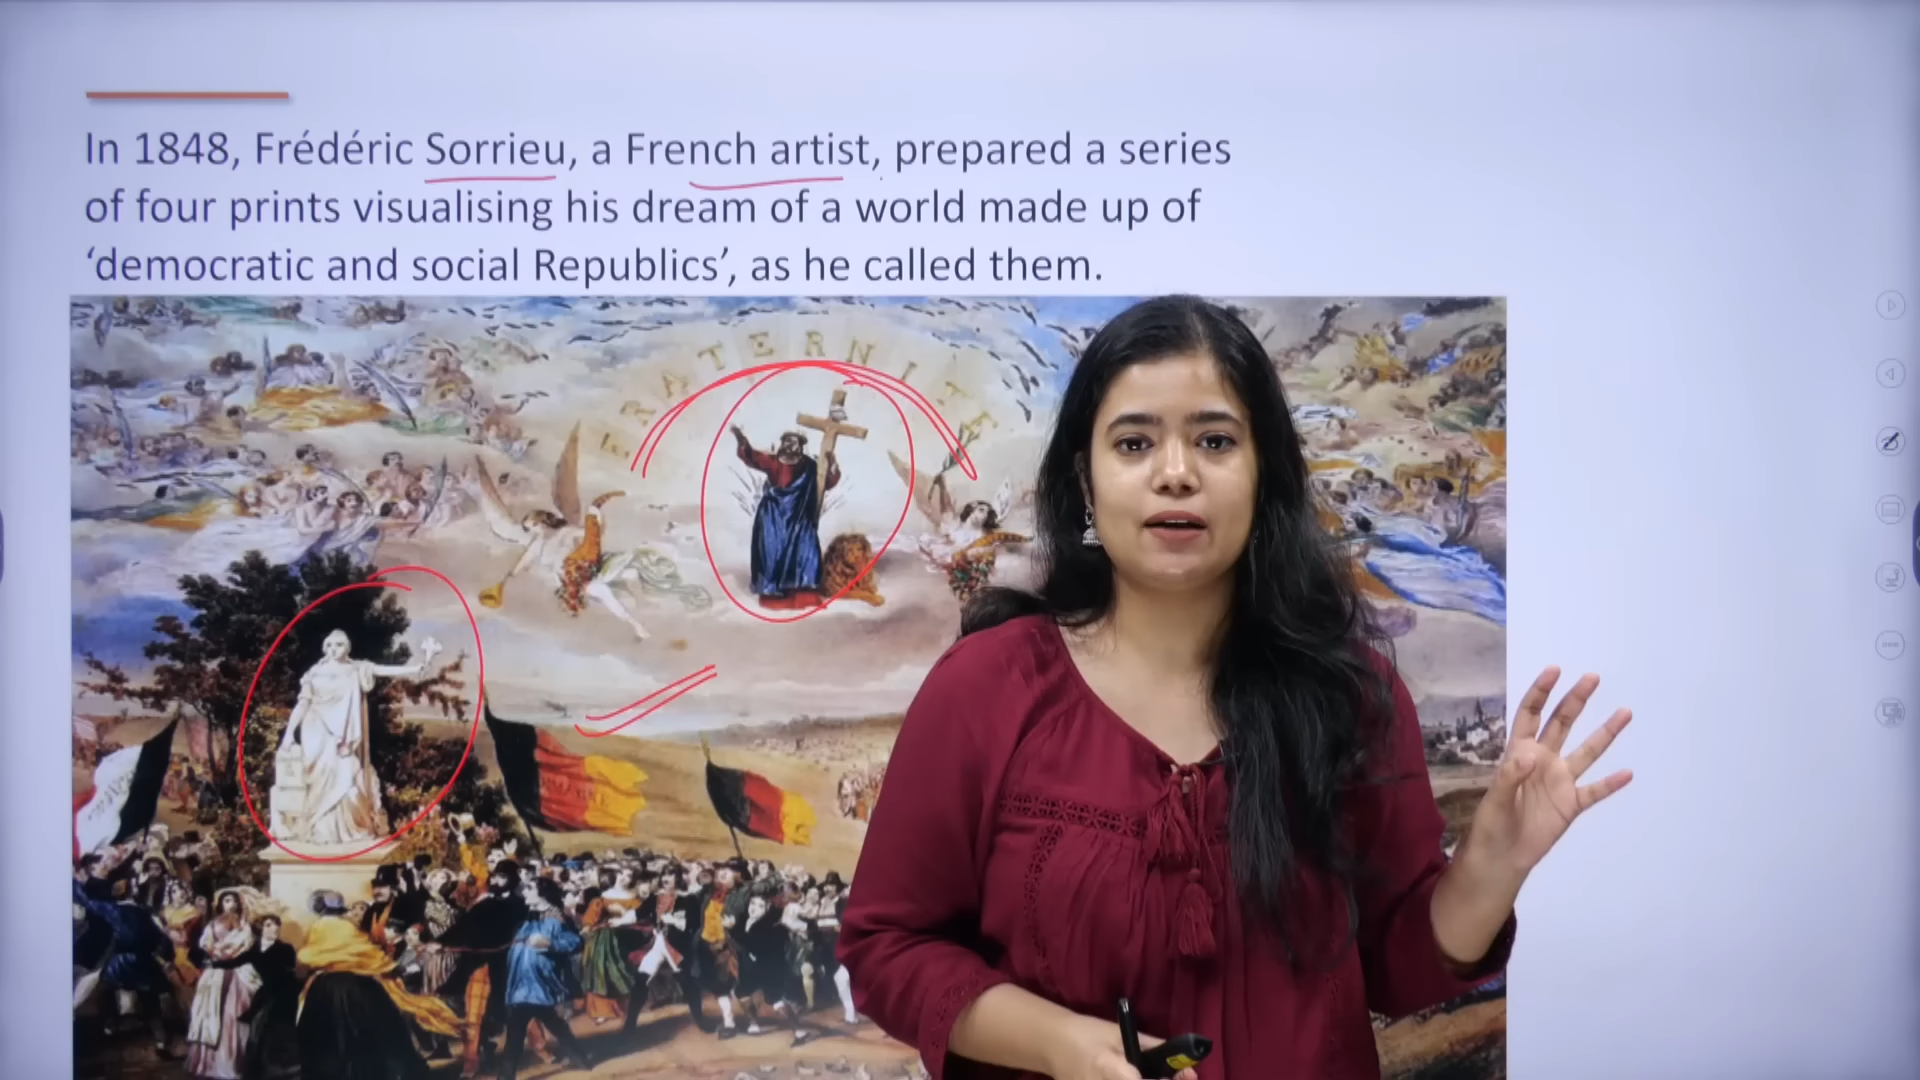 In 1848, Frédéric Sorrieu, a French artist, prepared a series
of four prints visualising his dream of a world made up of
‘democratic and social Republics’, as he called them.
FRATERNITÉ